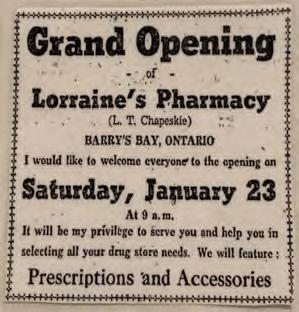 Grand Opening
- of -
Lorraine's Pharmacy
(L. T. Chapeskie)
BARRY'S BAY, ONTARIO
I would like to welcome everyone to the opening on
Saturday, January 23
At 9 a.m.
It will be my privilege to serve you and help you in
selecting all your drug store needs. We will feature :
Prescriptions and Accessories